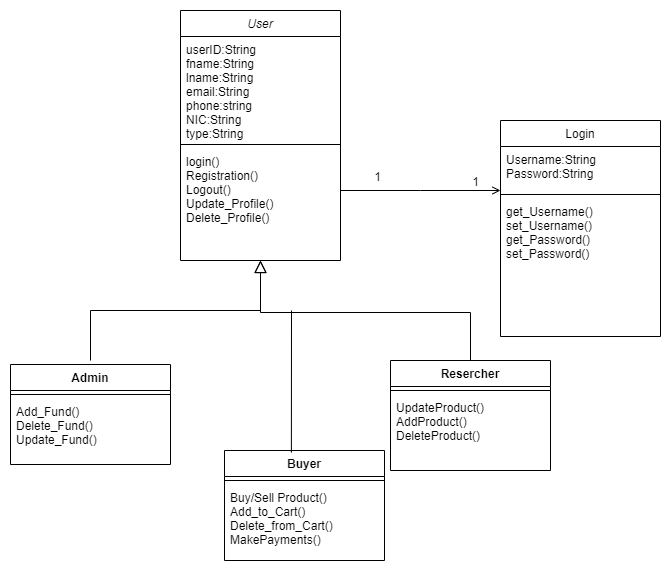 User
userID:String
fname:String
lname:String
email:String
phone:string
NIC:String
type:String
login()
Registration()
Logout()
Update_Profile()
Delete_Profile()
1
1
Login
Username:String
Password:String
get_Username()
set_Username()
get_Password()
set_Password()
Admin
Add_Fund()
Delete_Fund()
Update_Fund()
Buyer
Buy/Sell Product()
Add_to_Cart()
Delete_from_Cart()
MakePayments()
Resercher
UpdateProduct()
AddProduct()
DeleteProduct()